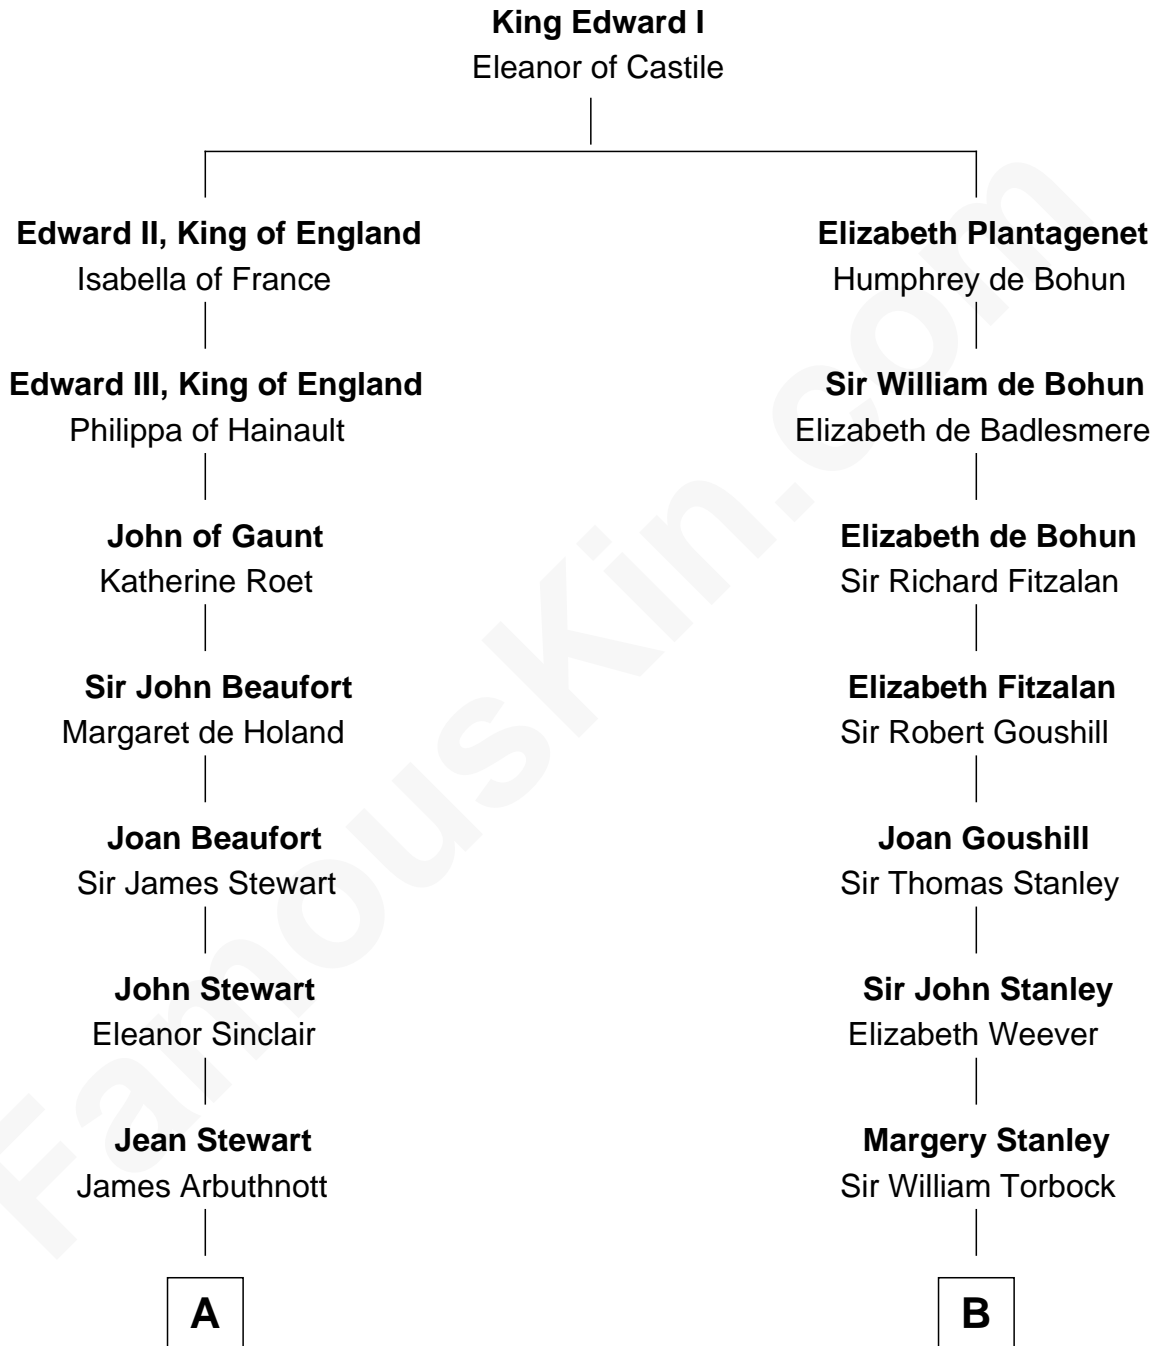 King Edward I
Eleanor of Castile
Edward II, King of England
Isabella of France
Edward III, King of England
Philippa of Hainault
John of Gaunt
Katherine Roet
Sir John Beaufort
Margaret de Holand
Joan Beaufort
Sir James Stewart
John Stewart
Eleanor Sinclair
Jean Stewart
James Arbuthnott
A
Elizabeth Plantagenet
Humphrey de Bohun
Sir William de Bohun
Elizabeth de Badlesmere
Elizabeth de Bohun
Sir Richard Fitzalan
Elizabeth Fitzalan
Sir Robert Goushill
Joan Goushill
Sir Thomas Stanley
Sir John Stanley
Elizabeth Weever
Margery Stanley
Sir William Torbock
B
FamousKin.com